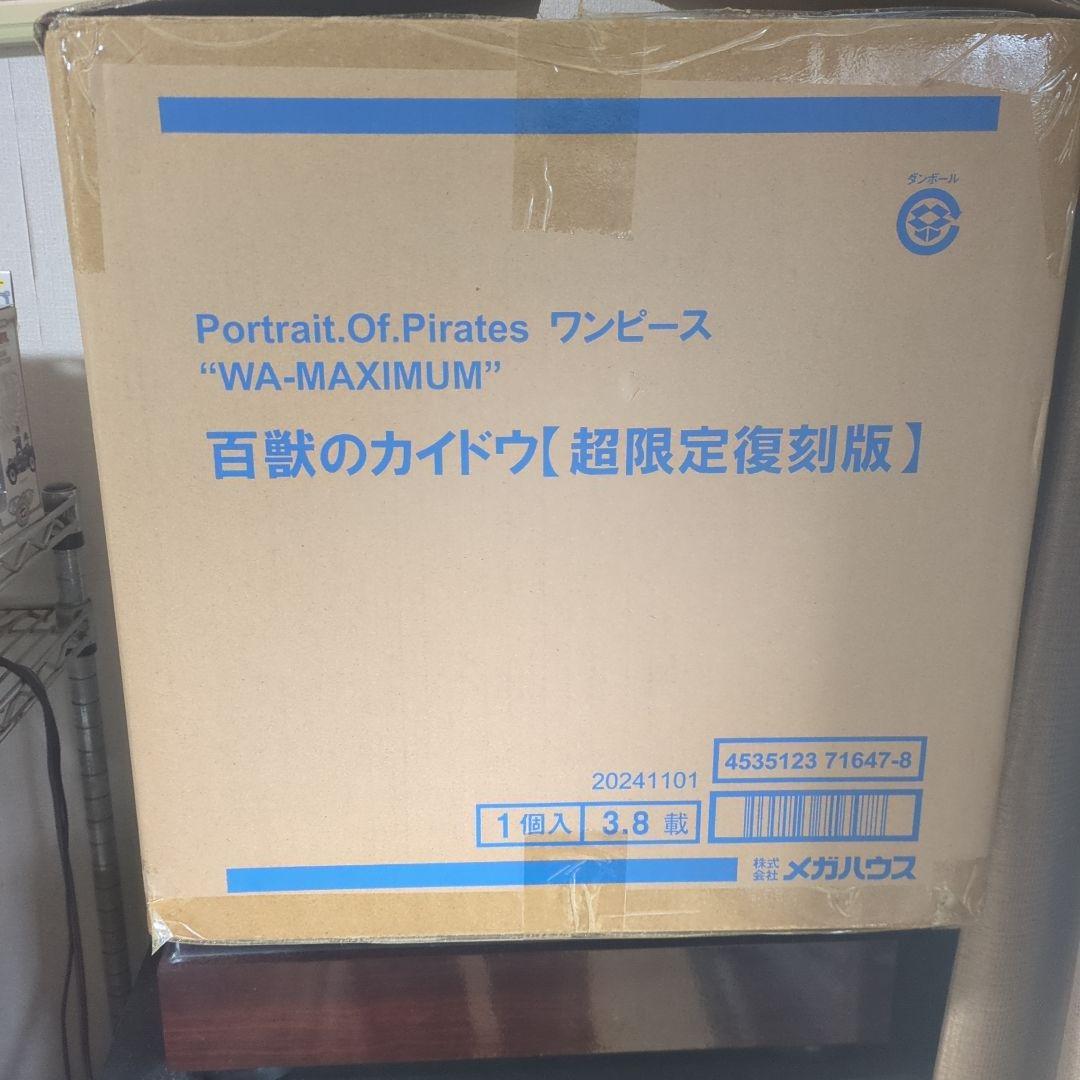 ダンボール
Portrait.Of.Pirates ワンピース
“WA-MAXIMUM”
百獣のカイドウ【超限定復刻版】
4535123 71647-8
20241101
1個入 3.8 載
株式会社 メガハウス